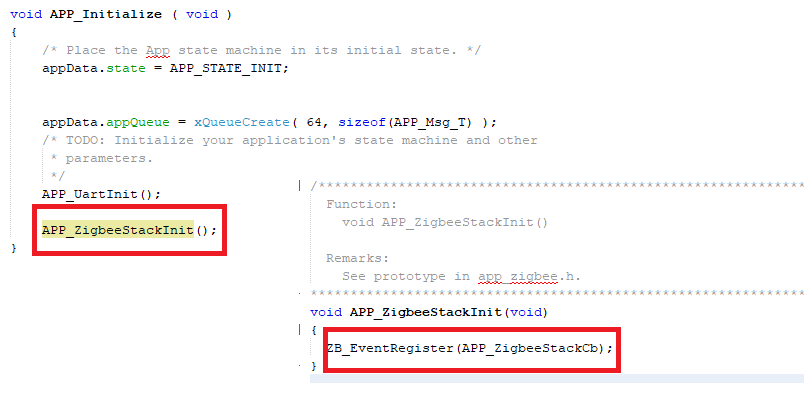 void APP_Initialize ( void )
{
/* Place the App state machine in its initial state. */
appData.state = APP_STATE_INIT;
appData.appQueue = xQueueCreate( 64, sizeof(APP_Msg_T) );
/* TODO: Initialize your application's state machine and other
* parameters.
*/
APP_UartInit();
APP_ZigbeeStackInit();
}
/*******************************************************
Function:
void APP_ZigbeeStackInit()
Remarks:
See prototype in app_zigbee.h.
*******************************************************
void APP_ZigbeeStackInit(void)
{
ZB_EventRegister(APP_ZigbeeStackCb);
}